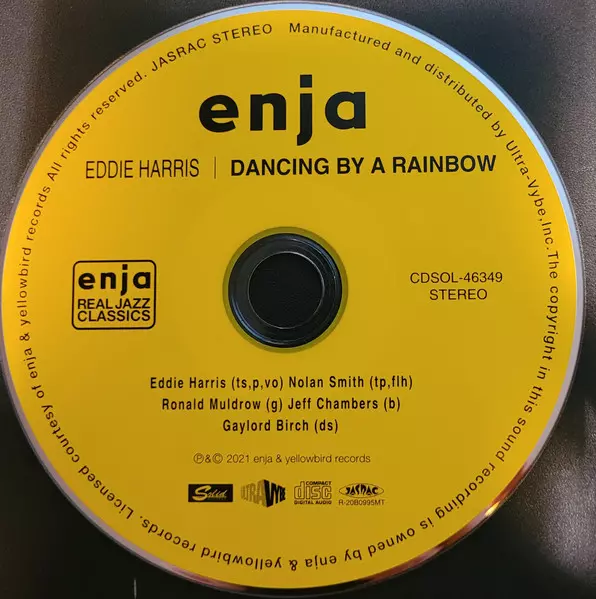 Licensed courtesy of enja & yellowbird records All rights reserved. JASRAC STEREO Manufactured and distributed by Ultra-Vybe,Inc.The copyright in this sound recording is owned by enja & yellowbird records.
enja
EDDIE HARRIS | DANCING BY A RAINBOW
enja
REAL JAZZ
CLASSICS
CDSOL-46349
STEREO
Eddie Harris (ts,p,vo) Nolan Smith (tp,flh)
Ronald Muldrow (g) Jeff Chambers (b)
Gaylord Birch (ds)
℗&© 2021 enja & yellowbird records
Solid
ULTRA VYBE
COMPACT
disc
DIGITAL AUDIO
JASRAC
R-20B0995MT